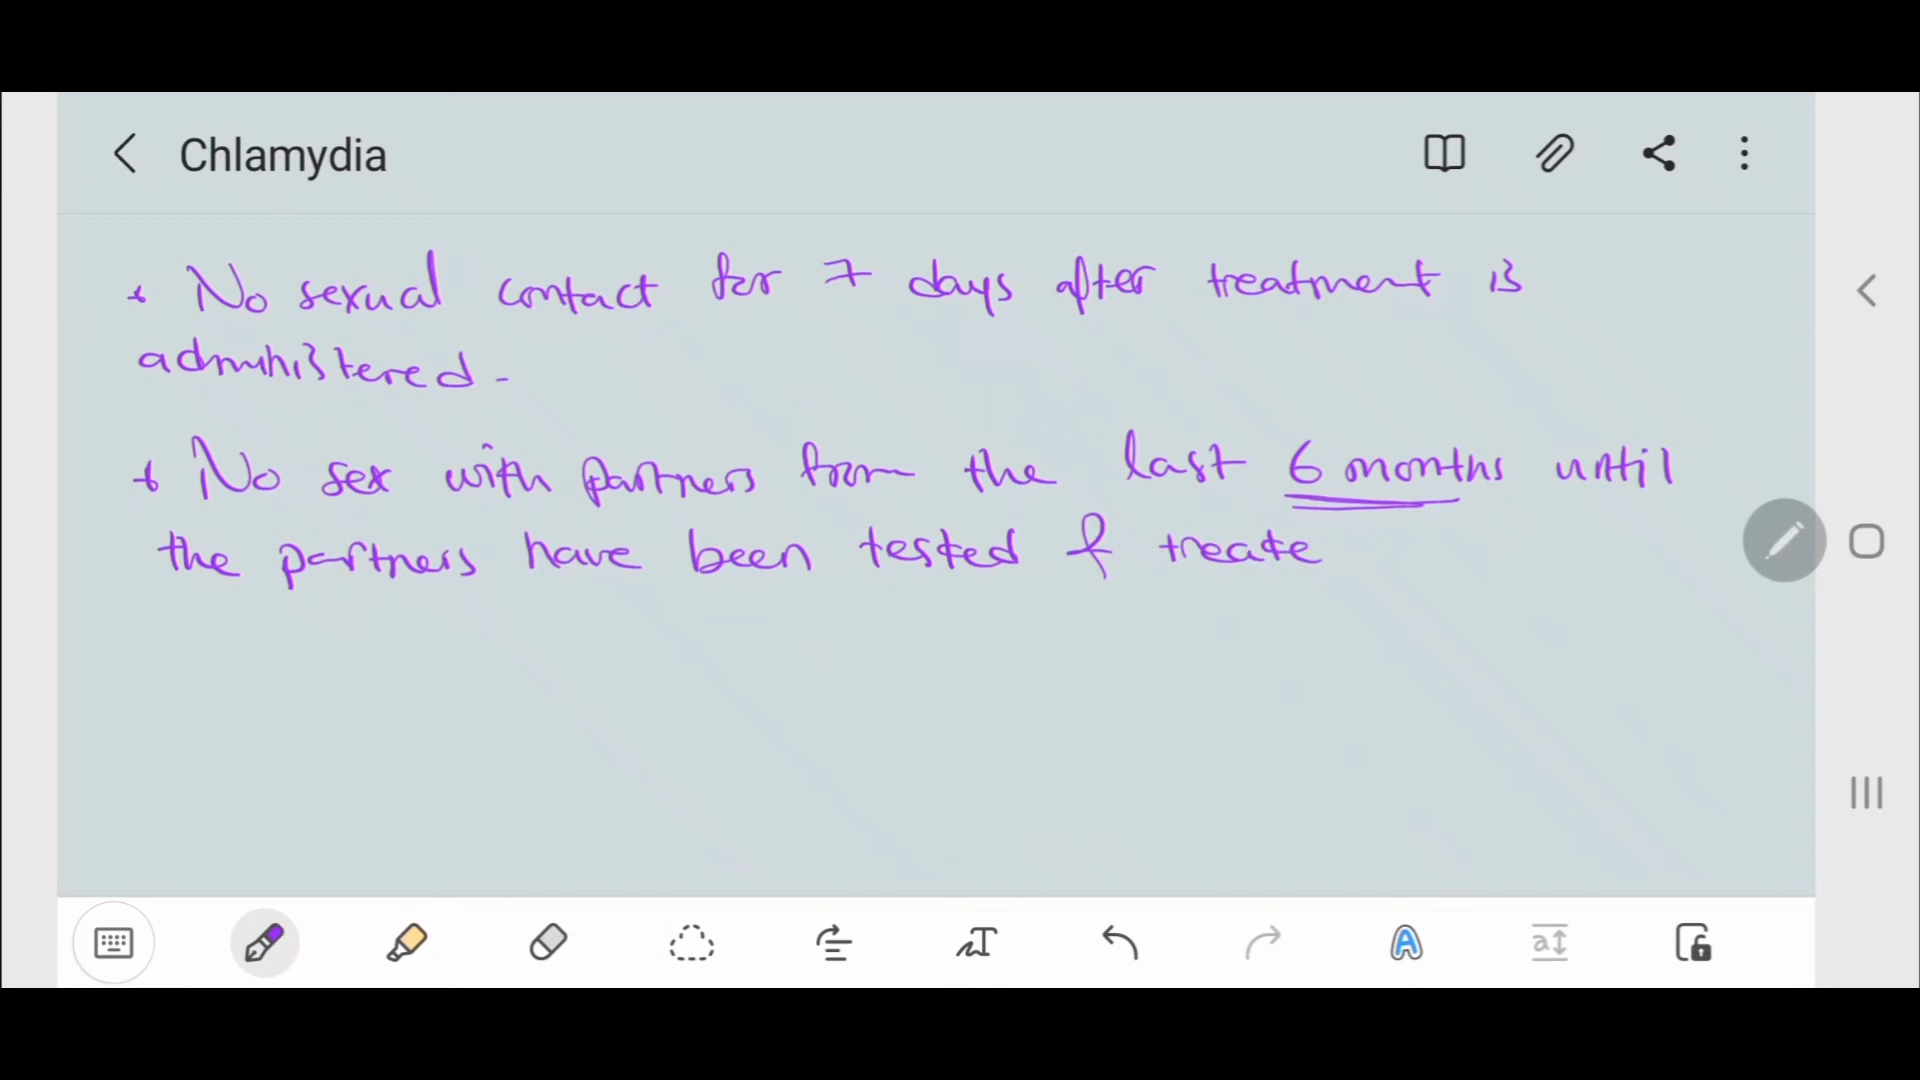 Chlamydia
+ No sexual contact for 7 days after treatment is
administered.
+ No sex with partners from the last 6 months until
the partners have been tested & treate